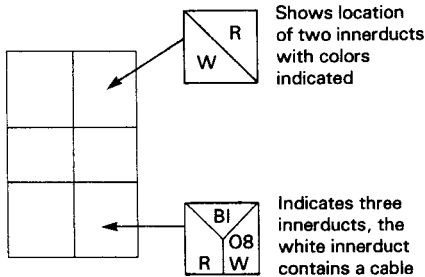 Shows location
of two innerducts
with colors
indicated
R
W
Indicates three
innerducts, the
white innerduct
contains a cable
Bl
08
R W